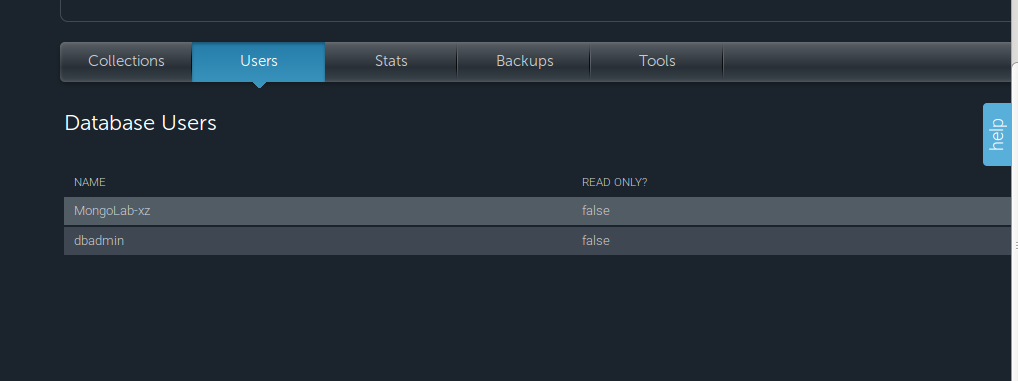 Collections Users Stats Backups Tools
help
Database Users
NAME READ ONLY?
MongoLab-xz false
dbadmin false